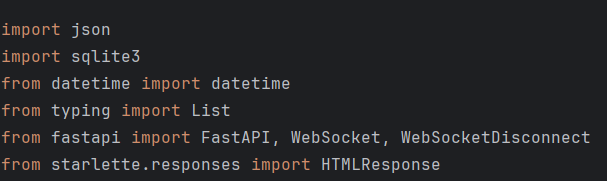 import json
import sqlite3
from datetime import datetime
from typing import List
from fastapi import FastAPI, WebSocket, WebSocketDisconnect
from starlette.responses import HTMLResponse